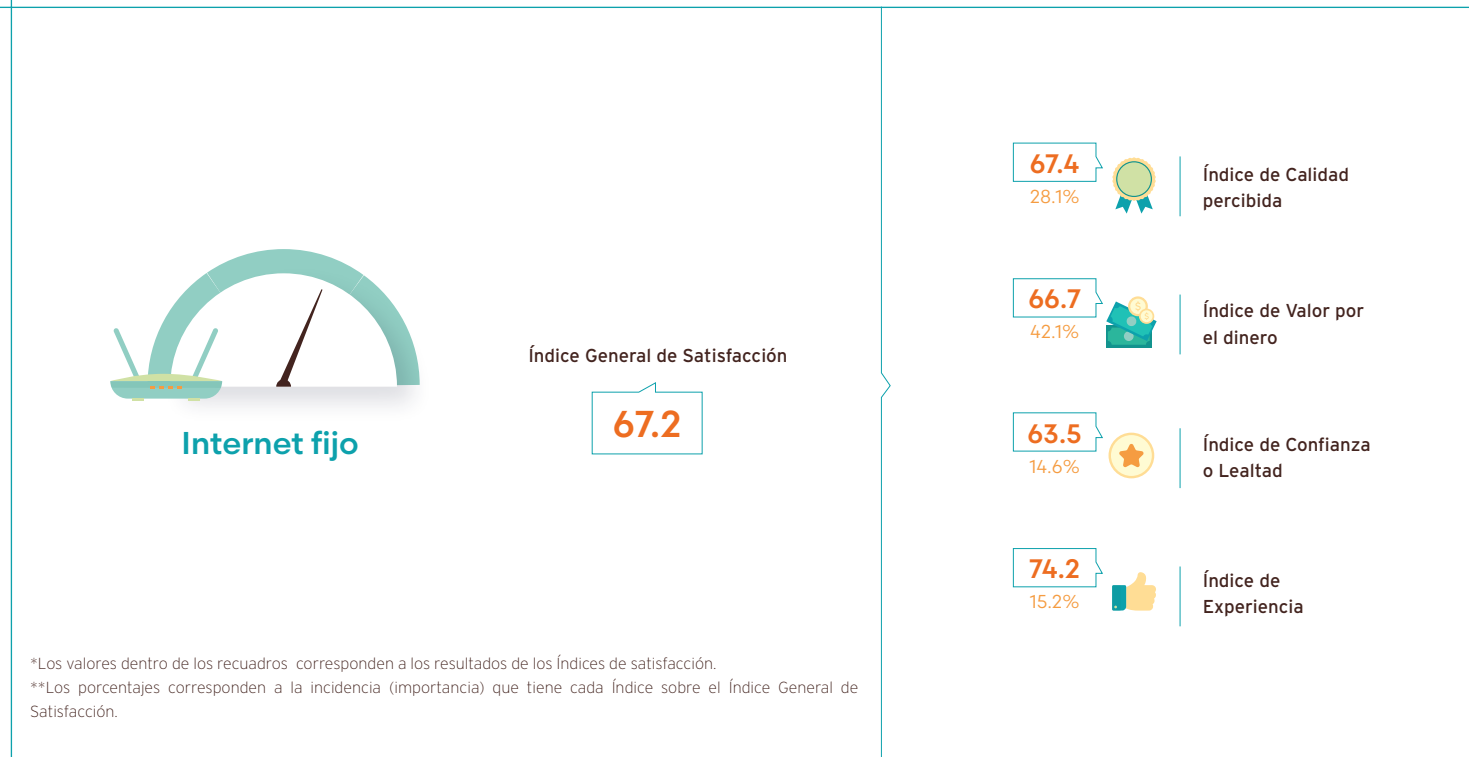 Internet fijo
Índice General de Satisfacción
67.2
67.4
28.1%
Índice de Calidad
percibida
66.7
42.1%
Índice de Valor por
el dinero
63.5
14.6%
Índice de Confianza
o Lealtad
74.2
15.2%
Índice de
Experiencia
*Los valores dentro de los recuadros corresponden a los resultados de los Índices de satisfacción.
**Los porcentajes corresponden a la incidencia (importancia) que tiene cada Índice sobre el Índice General de
Satisfacción.